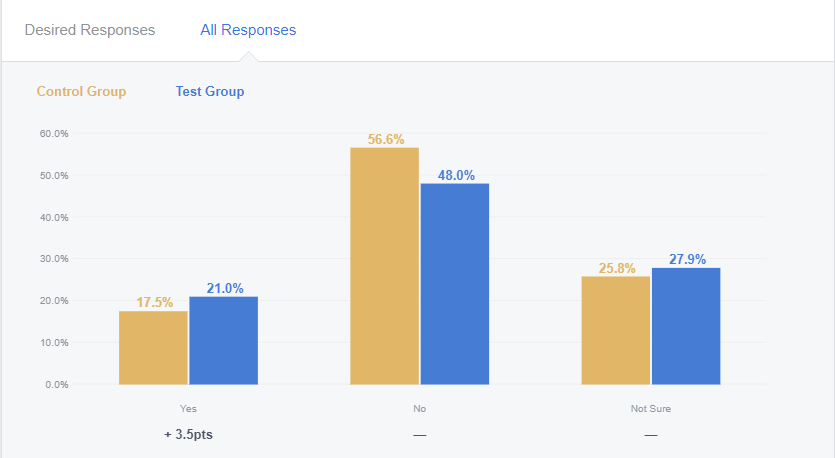 Desired Responses All Responses
Control Group Test Group
60.0%
50.0%
40.0%
30.0%
20.0%
10.0%
0.0%
17.5% 21.0%
56.6% 48.0%
25.8% 27.9%
Yes No Not Sure
+ 3.5pts — —